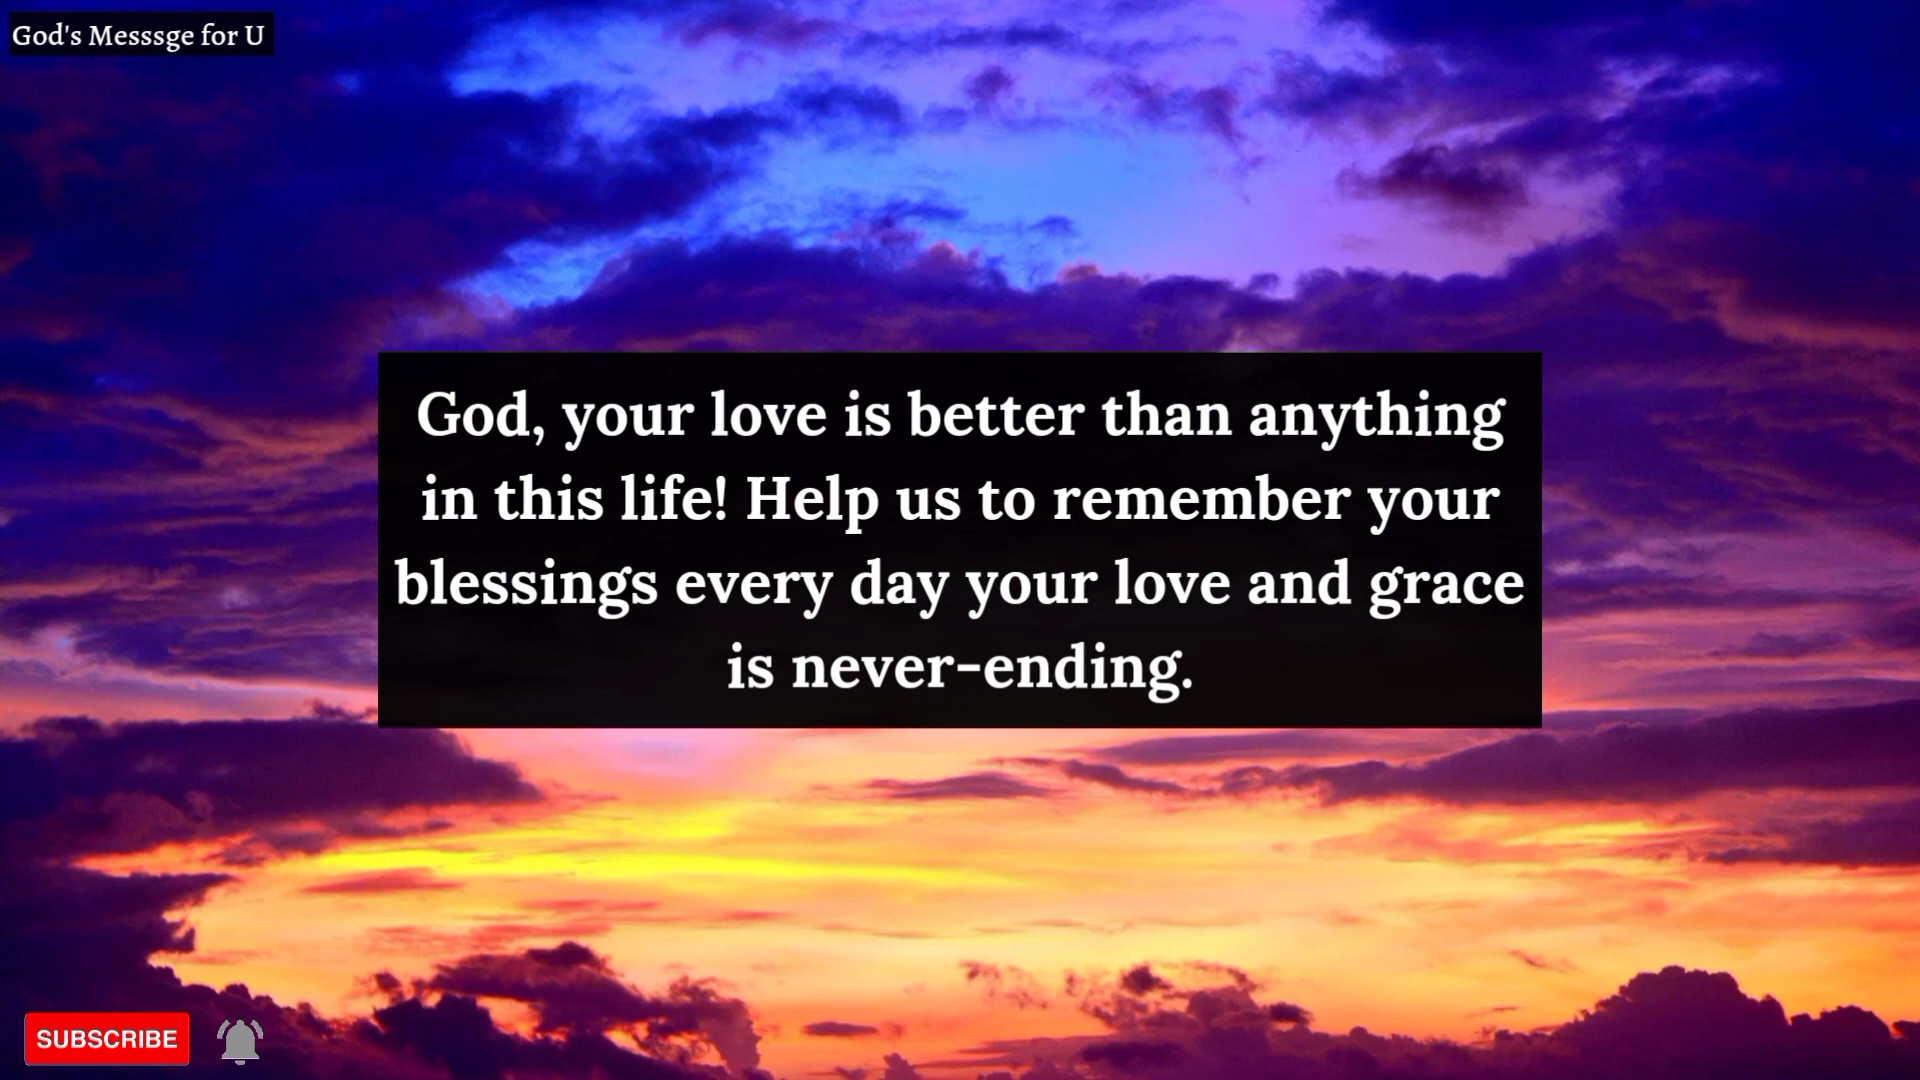 God's Messsge for U
God, your love is better than anything
in this life! Help us to remember your
blessings every day your love and grace
is never-ending.
SUBSCRIBE